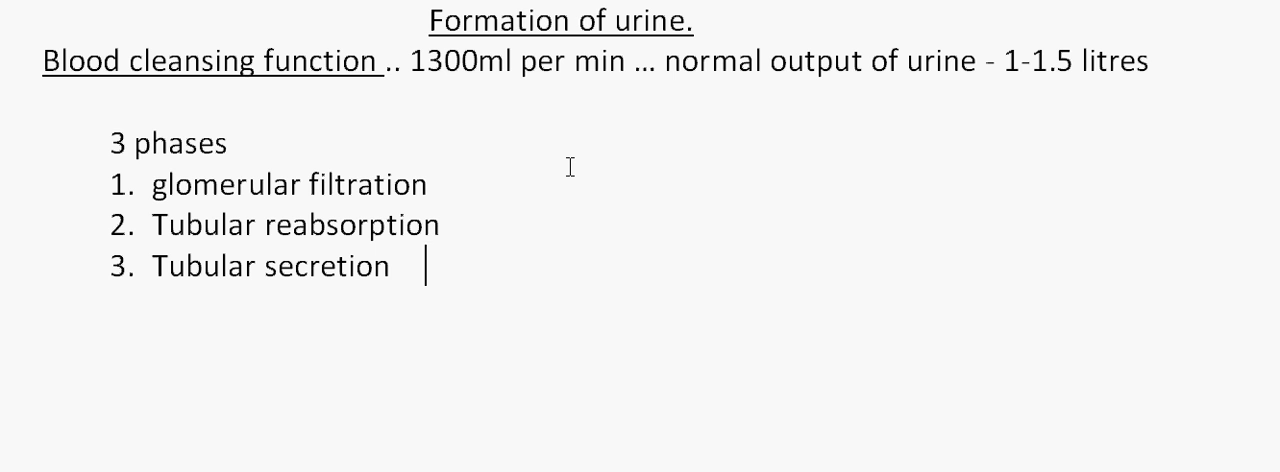 Formation of urine.
Blood cleansing function .. 1300ml per min ... normal output of urine - 1-1.5 litres
3 phases
1. glomerular filtration
2. Tubular reabsorption
3. Tubular secretion